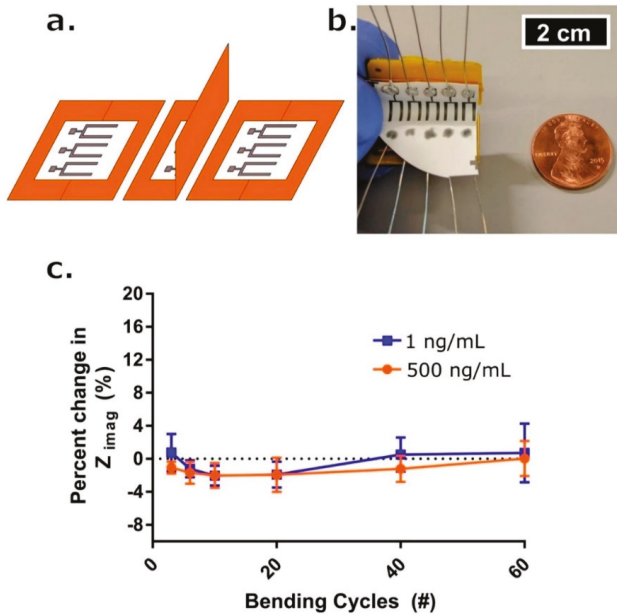 a.
b.
2 cm
c.
20
16
12
8
4
0
-4
-8
Percent change in
Z imag (%)
1 ng/mL
500 ng/mL
0
20
40
60
Bending Cycles (#)